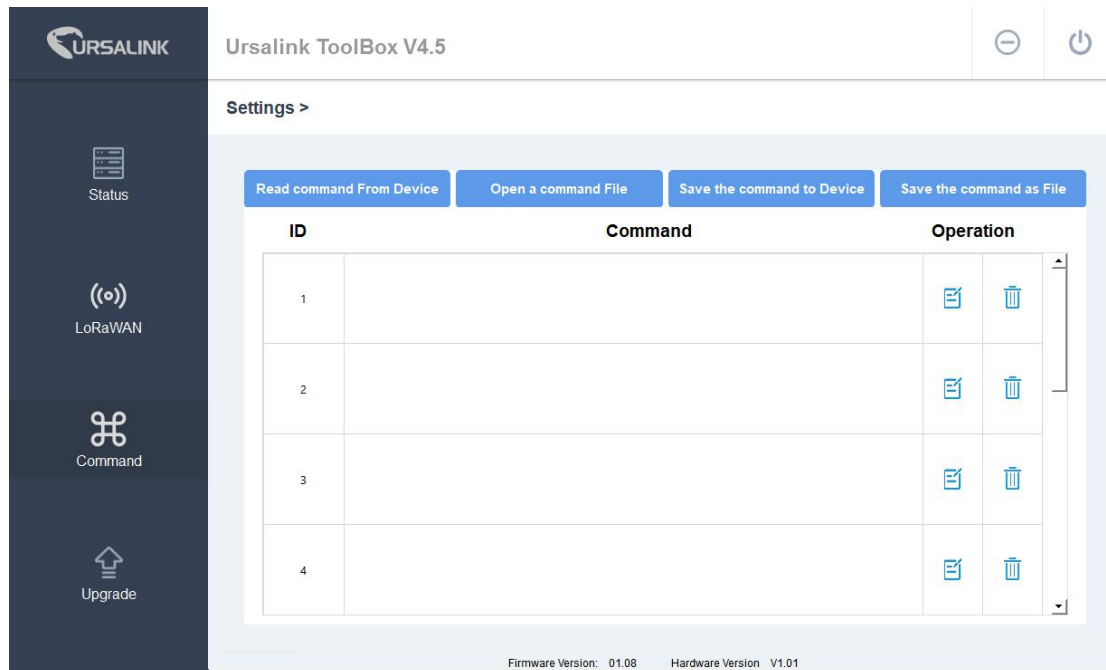 URSALINK
Ursalink ToolBox V4.5
Settings >
Status
LoRaWAN
Command
Upgrade
Read command From Device
Open a command File
Save the command to Device
Save the command as File
ID Command Operation
1
2
3
4
Firmware Version: 01.08 Hardware Version V1.01